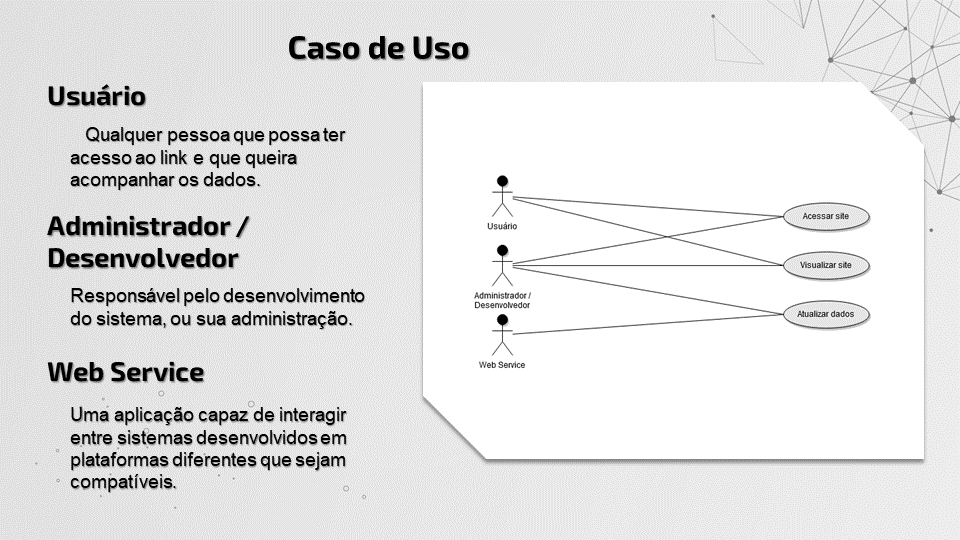 Caso de Uso
Usuário
Qualquer pessoa que possa ter
acesso ao link e que queira
acompanhar os dados.
Administrador /
Desenvolvedor
Responsável pelo desenvolvimento
do sistema, ou sua administração.
Web Service
Uma aplicação capaz de interagir
entre sistemas desenvolvidos em
plataformas diferentes que sejam
compatíveis.
Usuário
Administrador /
Desenvolvedor
Web Service
Acessar site
Visualizar site
Atualizar dados